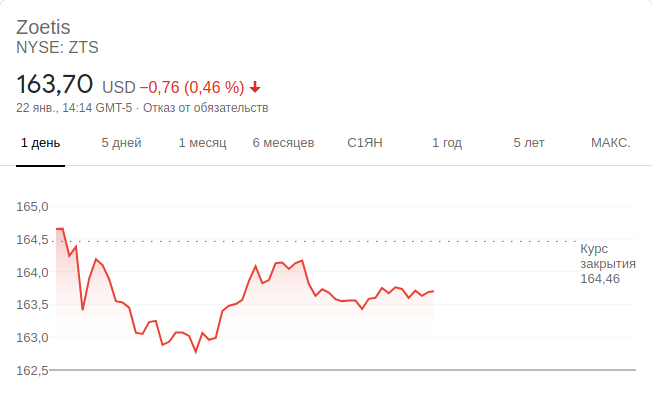 Zoetis
NYSE: ZTS
163,70 USD −0,76 (0,46 %)
22 янв., 14:14 GMT-5 · Отказ от обязательств
1 день 5 дней 1 месяц 6 месяцев С1ЯН 1 год 5 лет МАКС.
165,0
164,5
Курс
закрытия
164,46
164,0
163,5
163,0
162,5